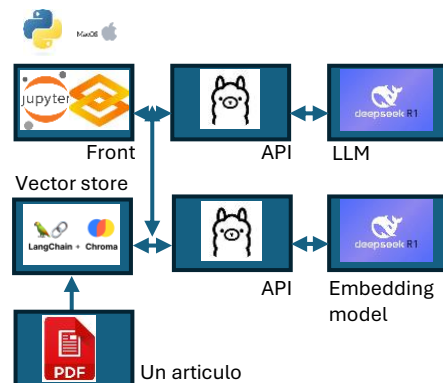 MacOS
jupyter
deepseek R1
Front
API
LLM
Vector store
LangChain + Chroma
deepseek R1
API
Embedding
model
PDF
Un articulo